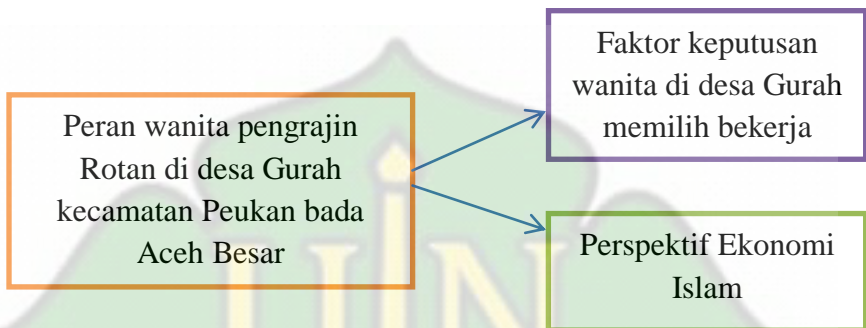 Peran wanita pengrajin
Rotan di desa Gurah
kecamatan Peukan bada
Aceh Besar
Faktor keputusan
wanita di desa Gurah
memilih bekerja
Perspektif Ekonomi
Islam
UIN